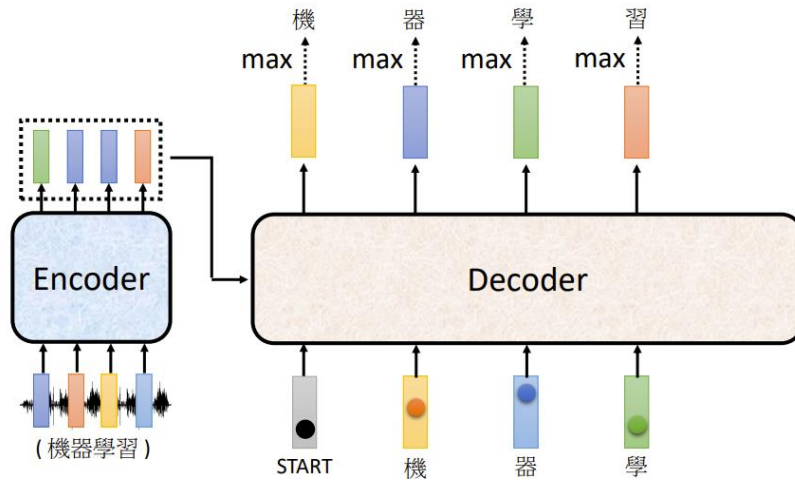 機 器 學 習
max max max max
Encoder
Decoder
( 機器學習 )
START 機 器 學